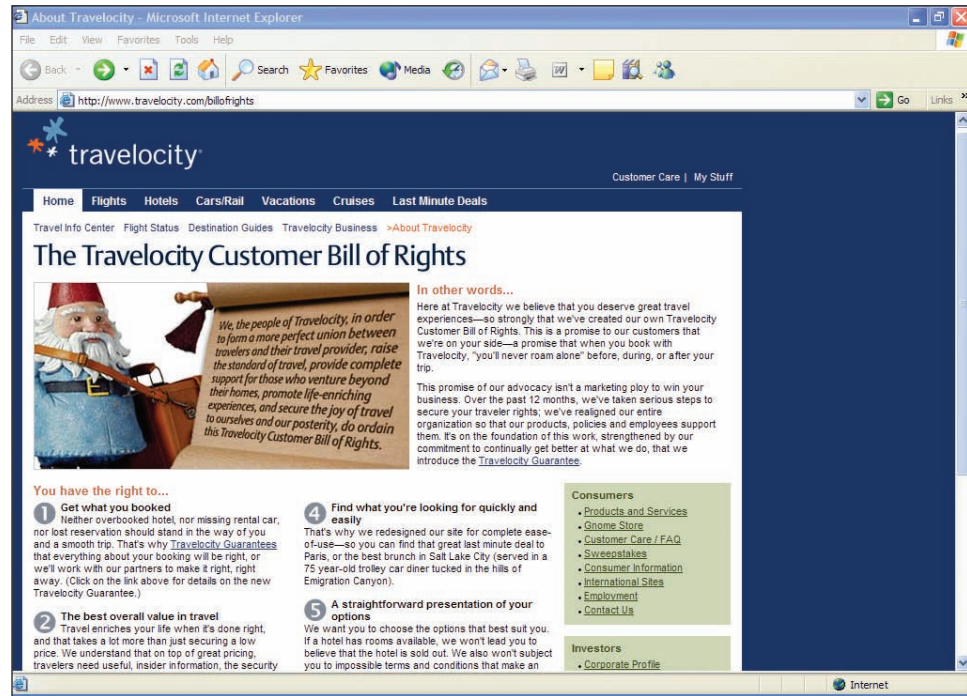 About Travelocity - Microsoft Internet Explorer
File Edit View Favorites Tools Help
Back Search Favorites Media
Address http://www.travelocity.com/billofrights Go Links »
travelocity
Customer Care | My Stuff
Home Flights Hotels Cars/Rail Vacations Cruises Last Minute Deals
Travel Info Center Flight Status Destination Guides Travelocity Business >About Travelocity
The Travelocity Customer Bill of Rights
We, the people of Travelocity, in order
to form a more perfect union between
travelers and their travel provider, raise
the standard of travel, provide complete
support for those who venture beyond
their homes, promote life-enriching
experiences, and secure the joy of travel
to ourselves and our posterity, do ordain
this Travelocity Customer Bill of Rights.
In other words...
Here at Travelocity we believe that you deserve great travel
experiences—so strongly that we've created our own Travelocity
Customer Bill of Rights. This is a promise to our customers that
we're on your side—a promise that when you book with
Travelocity, "you'll never roam alone" before, during, or after your
trip.
This promise of our advocacy isn't a marketing ploy to win your
business. Over the past 12 months, we've taken serious steps to
secure your traveler rights; we've realigned our entire
organization so that our products, policies and employees support
them. It's on the foundation of this work, strengthened by our
commitment to continually get better at what we do, that we
introduce the Travelocity Guarantee.
You have the right to...
1 Get what you booked
Neither overbooked hotel, nor missing rental car,
nor lost reservation should stand in the way of you
and a smooth trip. That's why Travelocity Guarantees
that everything about your booking will be right, or
we'll work with our partners to make it right, right
away. (Click on the link above for details on the new
Travelocity Guarantee.)
2 The best overall value in travel
Travel enriches your life when it's done right,
and that takes a lot more than just securing a low
price. We understand that on top of great pricing,
travelers need useful, insider information, the security
4 Find what you're looking for quickly and
easily
That's why we redesigned our site for complete ease-
of-use—so you can find that great last minute deal to
Paris, or the best brunch in Salt Lake City (served in a
75 year-old trolley car diner tucked in the hills of
Emigration Canyon).
5 A straightforward presentation of your
options
We want you to choose the options that best suit you.
If a hotel has rooms available, we won't lead you to
believe that the hotel is sold out. We also won't subject
you to impossible terms and conditions that make an
Consumers
• Products and Services
• Gnome Store
• Customer Care / FAQ
• Sweepstakes
• Consumer Information
• International Sites
• Employment
• Contact Us
Investors
• Corporate Profile
Internet